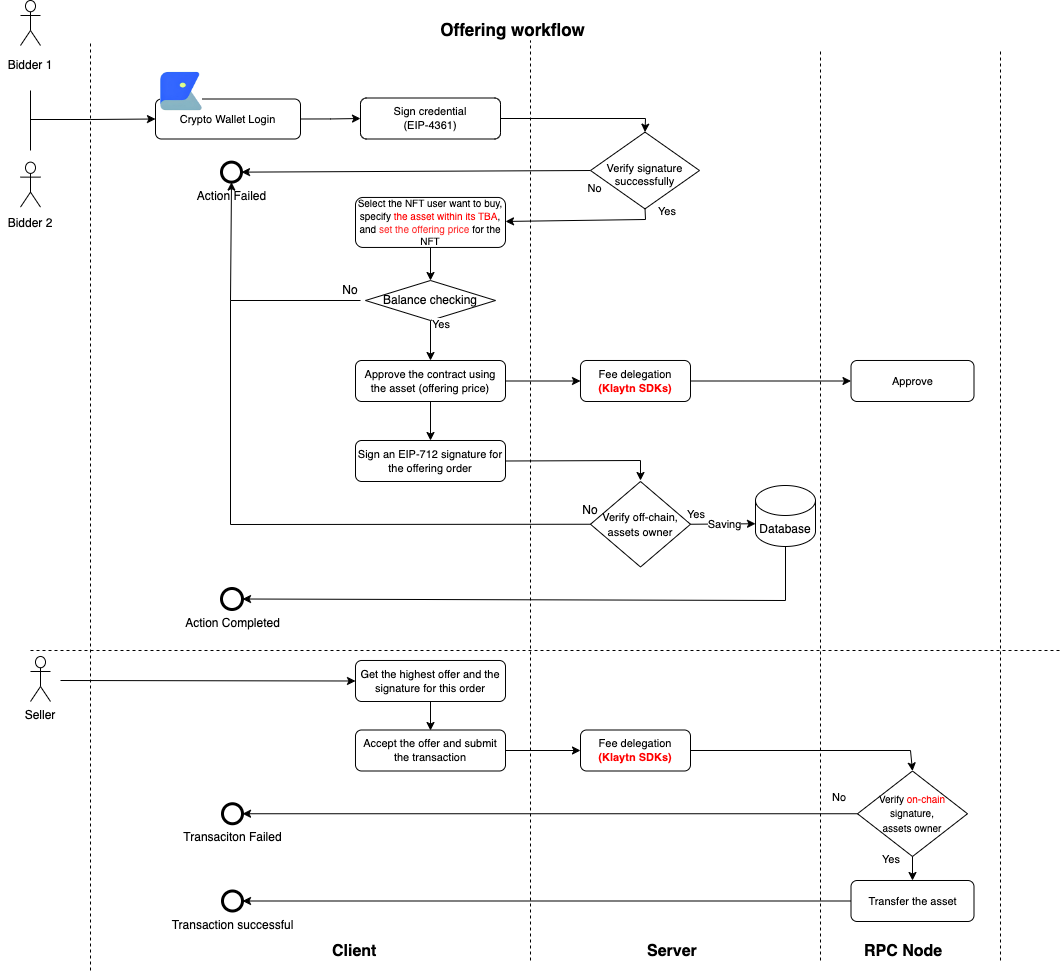 Offering workflow
Bidder 1
Crypto Wallet Login
Sign credential
(EIP-4361)
Verify signature
successfully
No
Yes
Action Failed
Bidder 2
Select the NFT user want to buy,
specify the asset within its TBA,
and set the offering price for the
NFT
No
Balance checking
Yes
Approve the contract using
the asset (offering price)
Fee delegation
(Klaytn SDKs)
Approve
Sign an EIP-712 signature for
the offering order
No
Verify off-chain,
assets owner
Yes
Saving
Database
Action Completed
Seller
Get the highest offer and the
signature for this order
Accept the offer and submit
the transaction
Fee delegation
(Klaytn SDKs)
No
Verify on-chain
signature,
assets owner
Transaciton Failed
Yes
Transfer the asset
Transaction successful
Client
Server
RPC Node